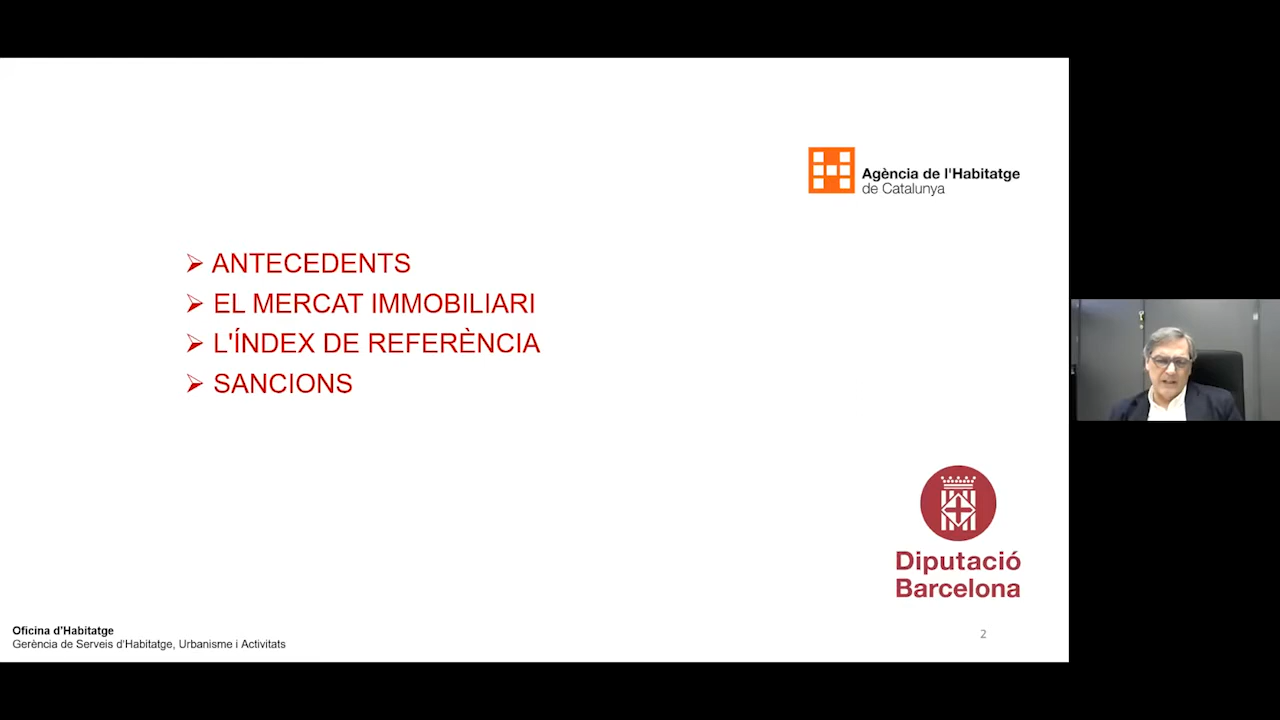 Agència de l'Habitatge
de Catalunya
ANTECEDENTS
EL MERCAT IMMOBILIARI
L'ÍNDEX DE REFERÈNCIA
SANCIONS
Diputació
Barcelona
Oficina d'Habitatge
Gerència de Serveis d'Habitatge, Urbanisme i Activitats
2